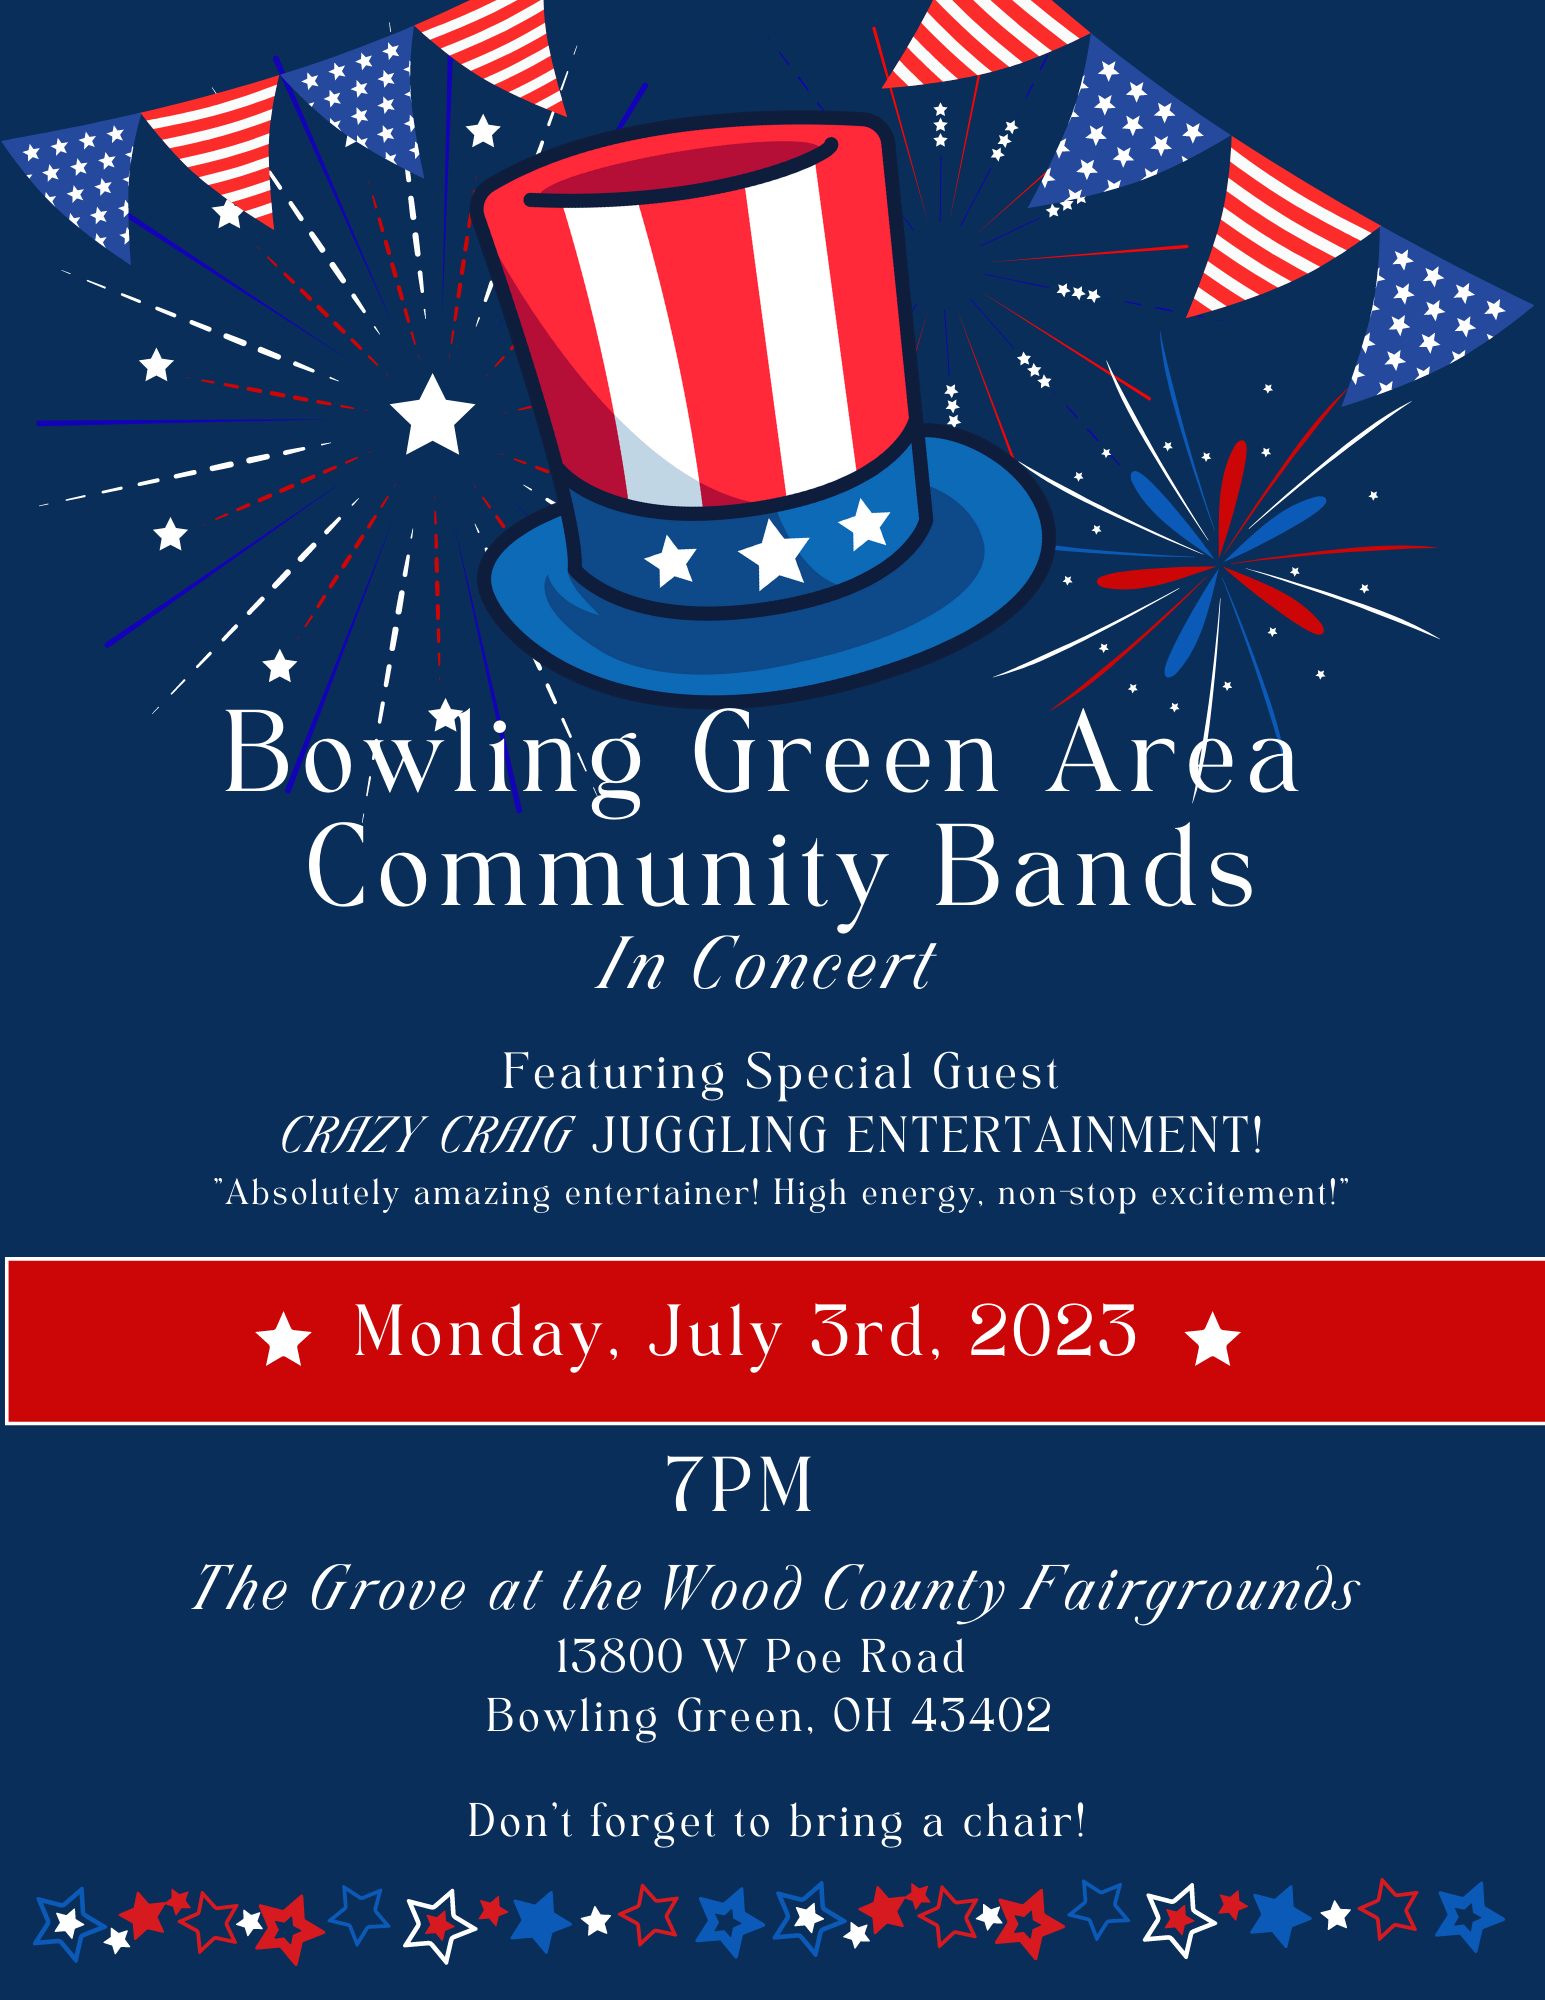 Bowling Green Area
Community Bands
In Concert
Featuring Special Guest
CRAZY CRAIG JUGGLING ENTERTAINMENT!
"Absolutely amazing entertainer! High energy, non-stop excitement!"
Monday, July 3rd, 2023
7PM
The Grove at the Wood County Fairgrounds
13800 W Poe Road
Bowling Green, OH 43402
Don't forget to bring a chair!